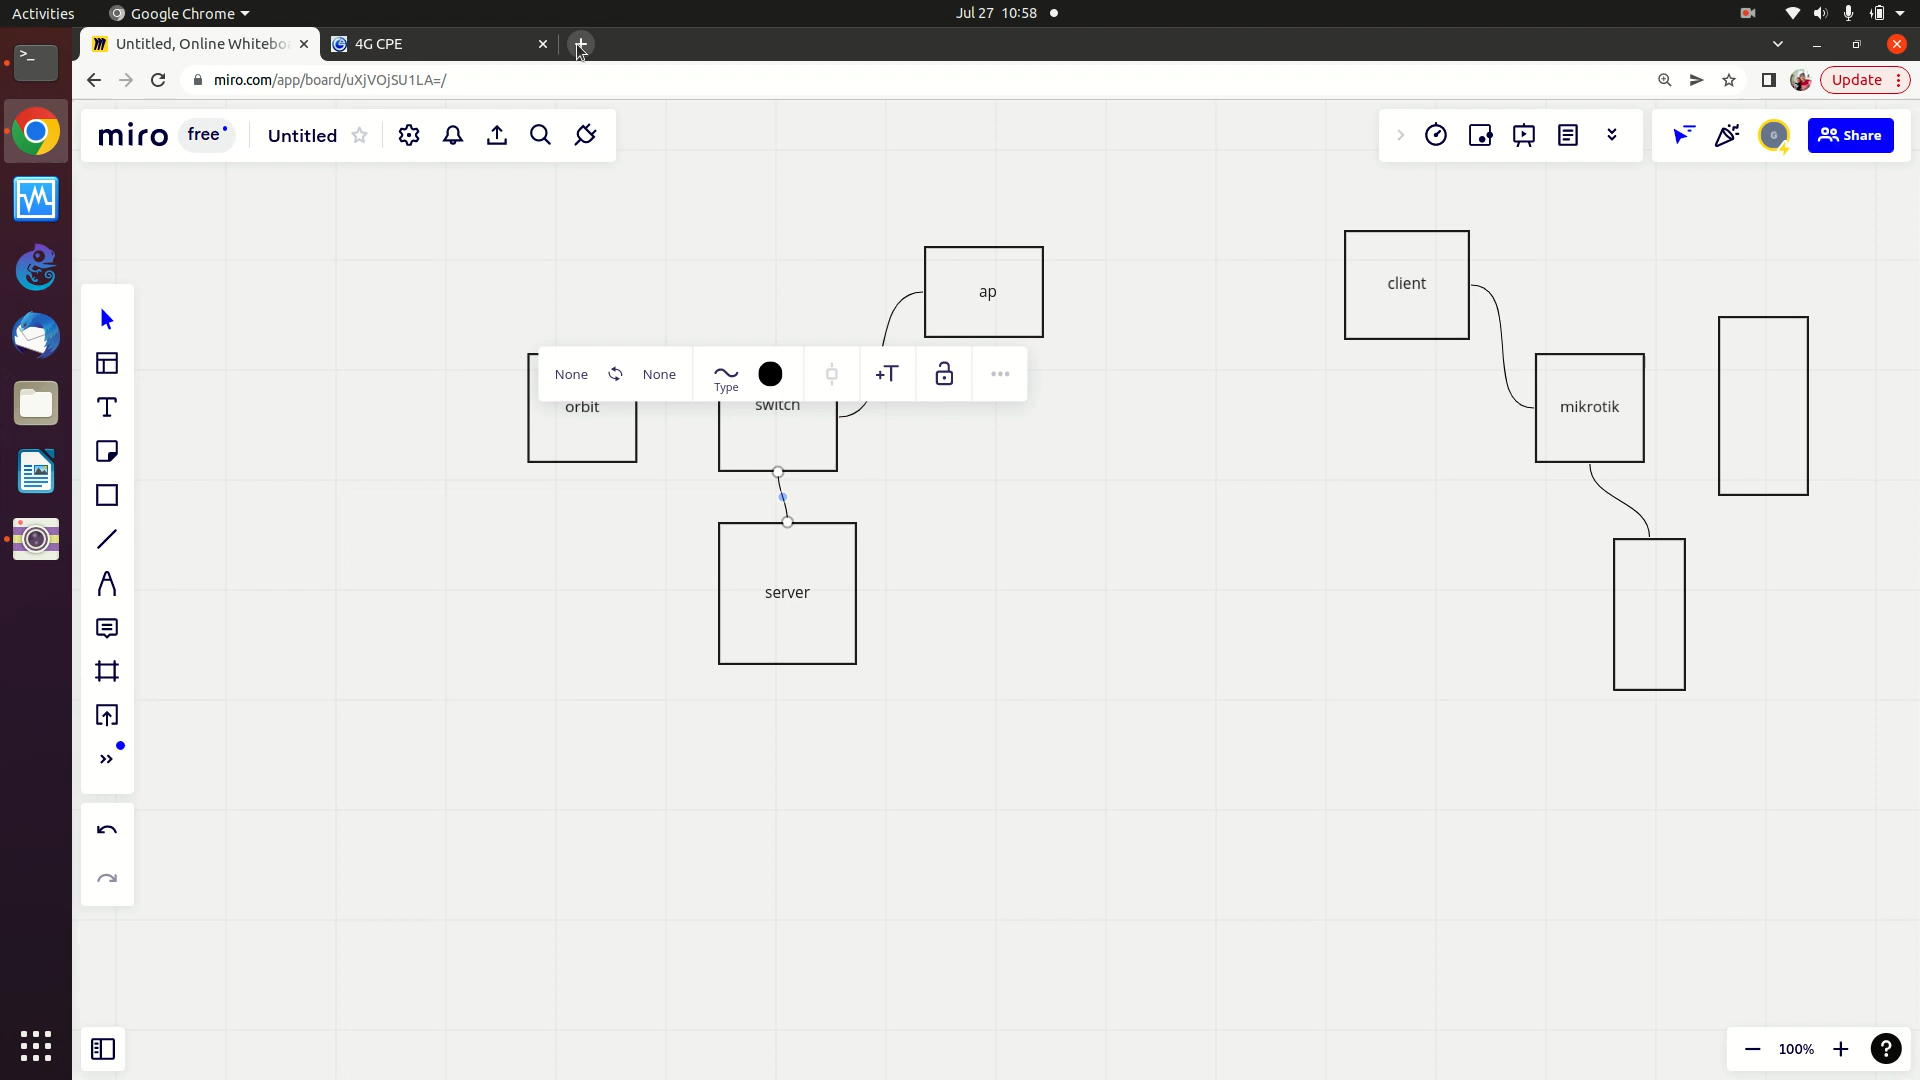 Activities
Google Chrome
Jul 27 10:58
Untitled, Online Whitebo
4G CPE
miro.com/app/board/uXjVOjSU1LA=/
Update
miro
free
Untitled
Share
ap
client
None
None
Type
+T
orbit
switch
mikrotik
server
100%